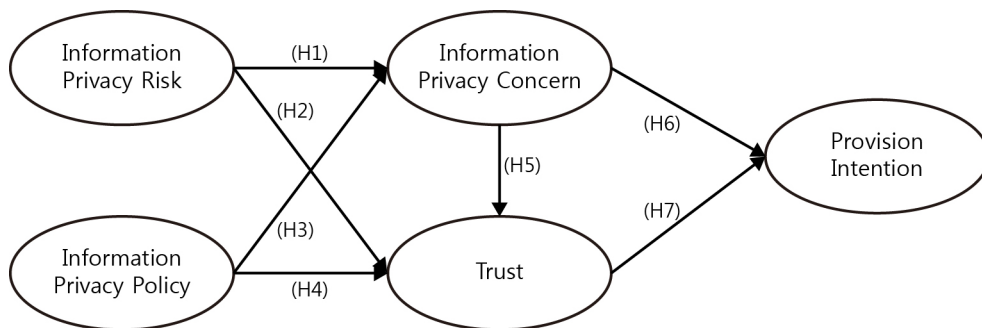 Information
Privacy Risk
(H1)
Information
Privacy Concern
(H2)
(H6)
Provision
Intention
(H5)
(H7)
Information
Privacy Policy
(H3)
(H4)
Trust